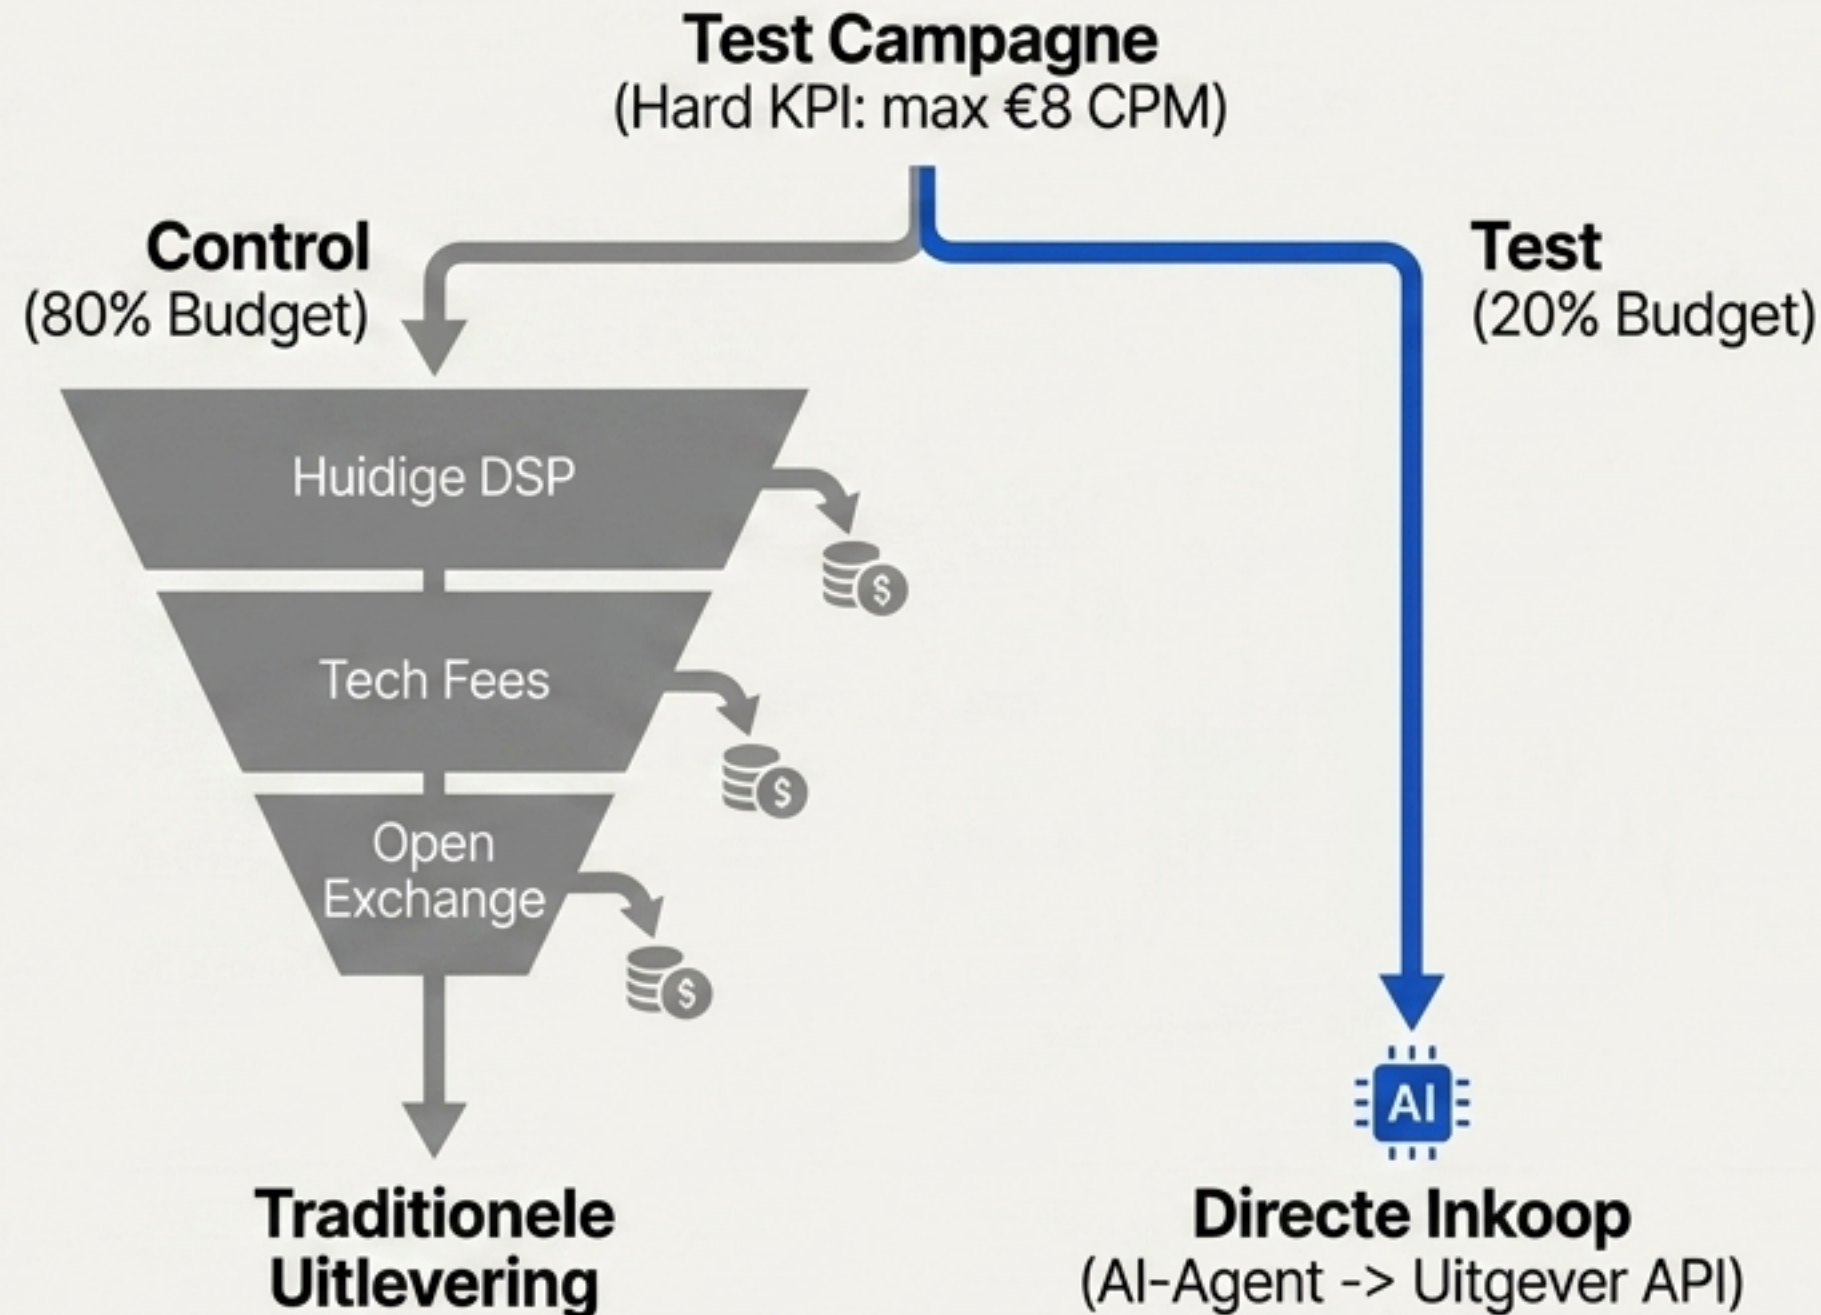 Test Campagne
(Hard KPI: max €8 CPM)
Control
(80% Budget)
Test
(20% Budget)
Huidige DSP
$
Tech Fees
$
Open
Exchange
$
AI
Traditionele
Uitlevering
Directe Inkoop
(AI-Agent -> Uitgever API)